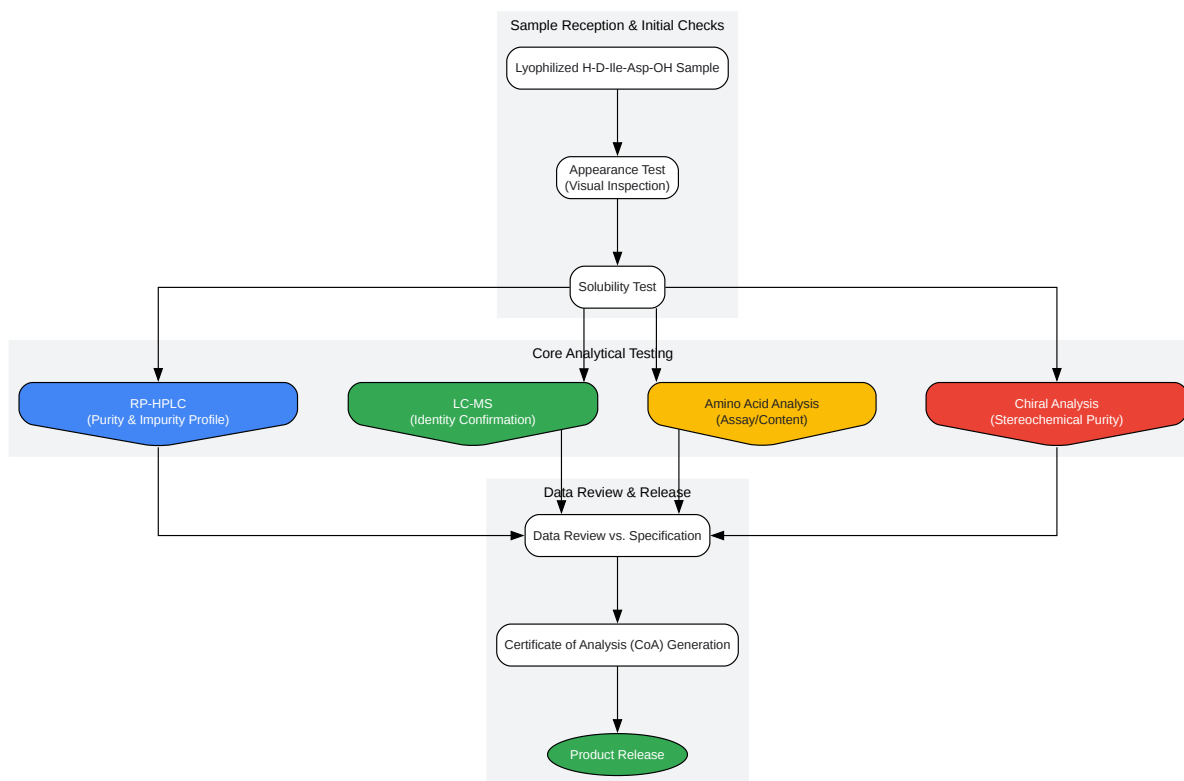 Sample Reception & Initial Checks
Lyophilized H-D-Ile-Asp-OH Sample
Appearance Test
(Visual Inspection)
Solubility Test
Core Analytical Testing
RP-HPLC
(Purity & Impurity Profile)
LC-MS
(Identity Confirmation)
Amino Acid Analysis
(Assay/Content)
Chiral Analysis
(Stereochemical Purity)
Data Review & Release
Data Review vs. Specification
Certificate of Analysis (CoA) Generation
Product Release